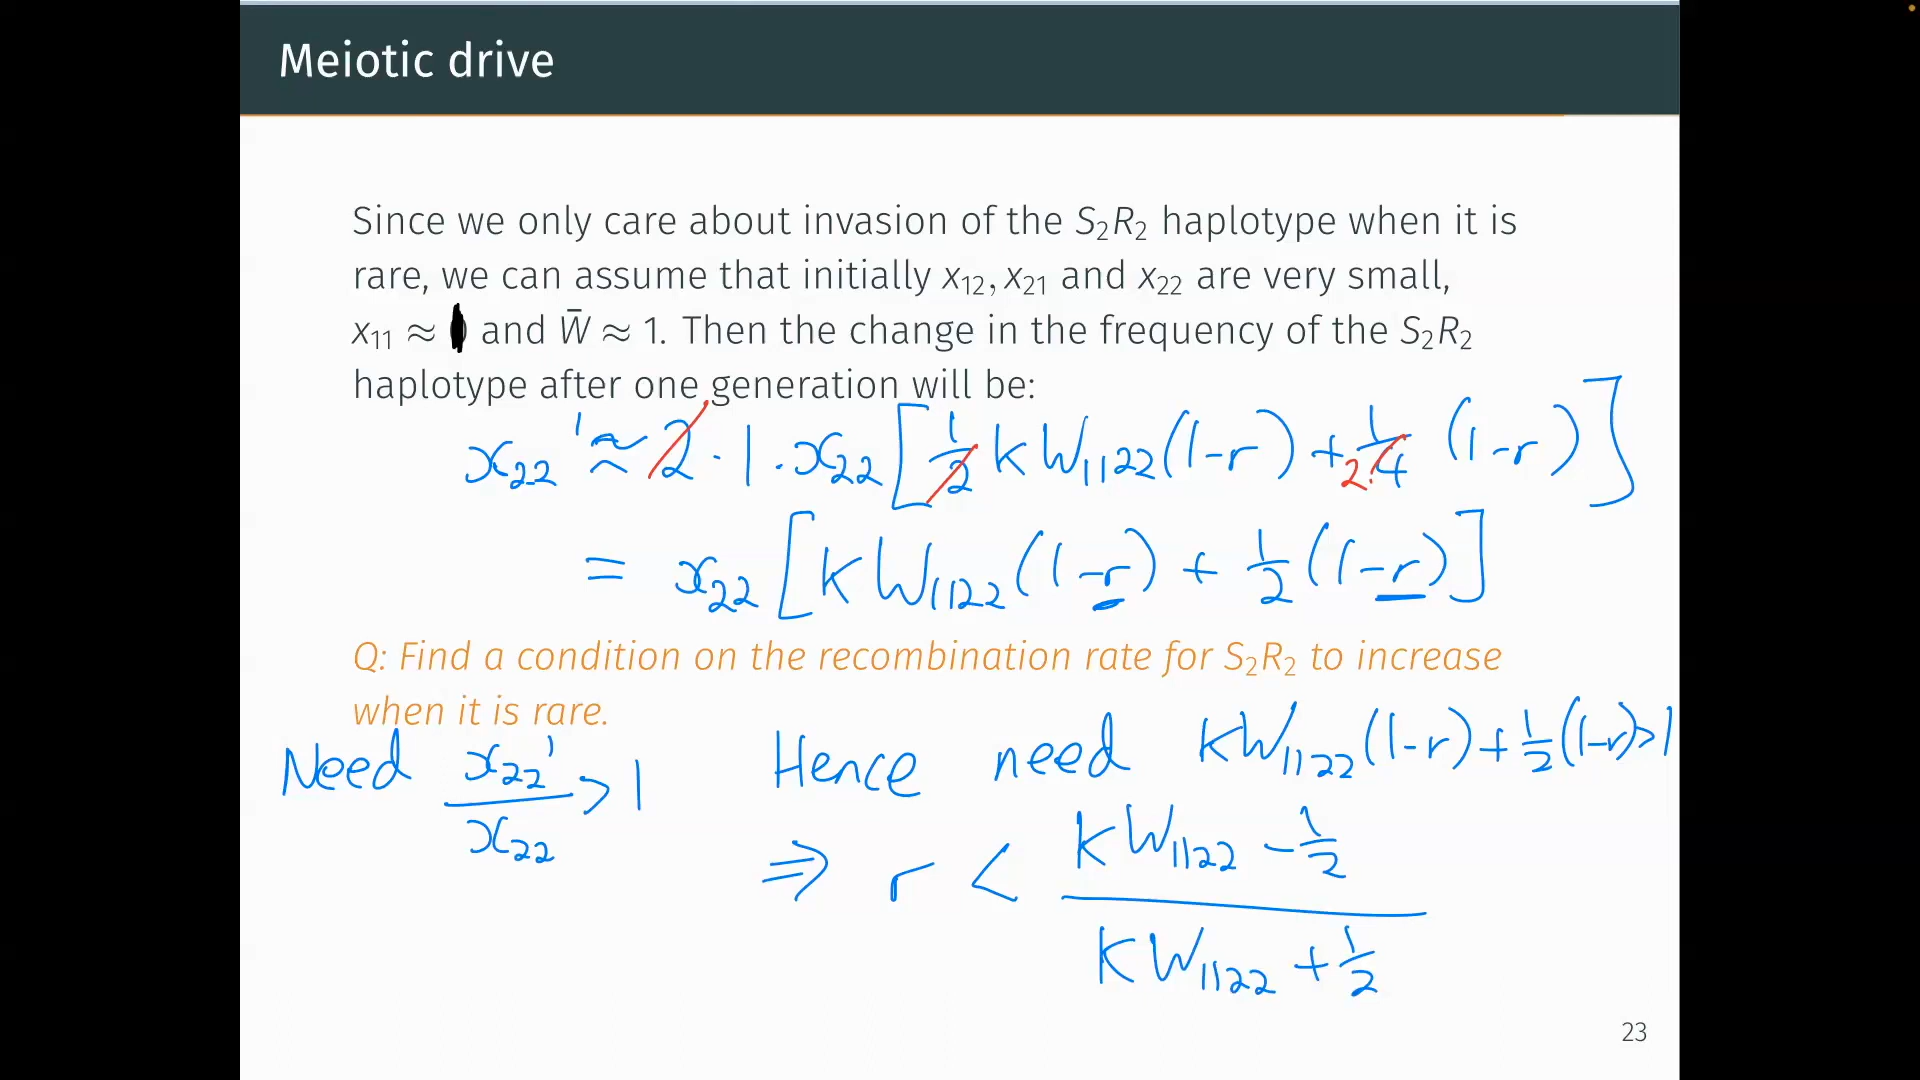 Meiotic drive
Since we only care about invasion of the S₂R₂ haplotype when it is
rare, we can assume that initially x₁₂, x₂₁ and x₂₂ are very small,
x₁₁ ≈ 1 and W̄ ≈ 1. Then the change in the frequency of the S₂R₂
haplotype after one generation will be:
x₂₂' ≈ 2 · 1 · x₂₂ [ 1/2 k W₁₁₂₂ (1-r) + 1/2·4 (1-r) ]
= x₂₂ [ k W₁₁₂₂ (1-r) + 1/2 (1-r) ]
Q: Find a condition on the recombination rate for S₂R₂ to increase
when it is rare.
Need x₂₂'/x₂₂ > 1
Hence need k W₁₁₂₂ (1-r) + 1/2 (1-r) > 1
⇒ r < (k W₁₁₂₂ - 1/2)/(k W₁₁₂₂ + 1/2)
23